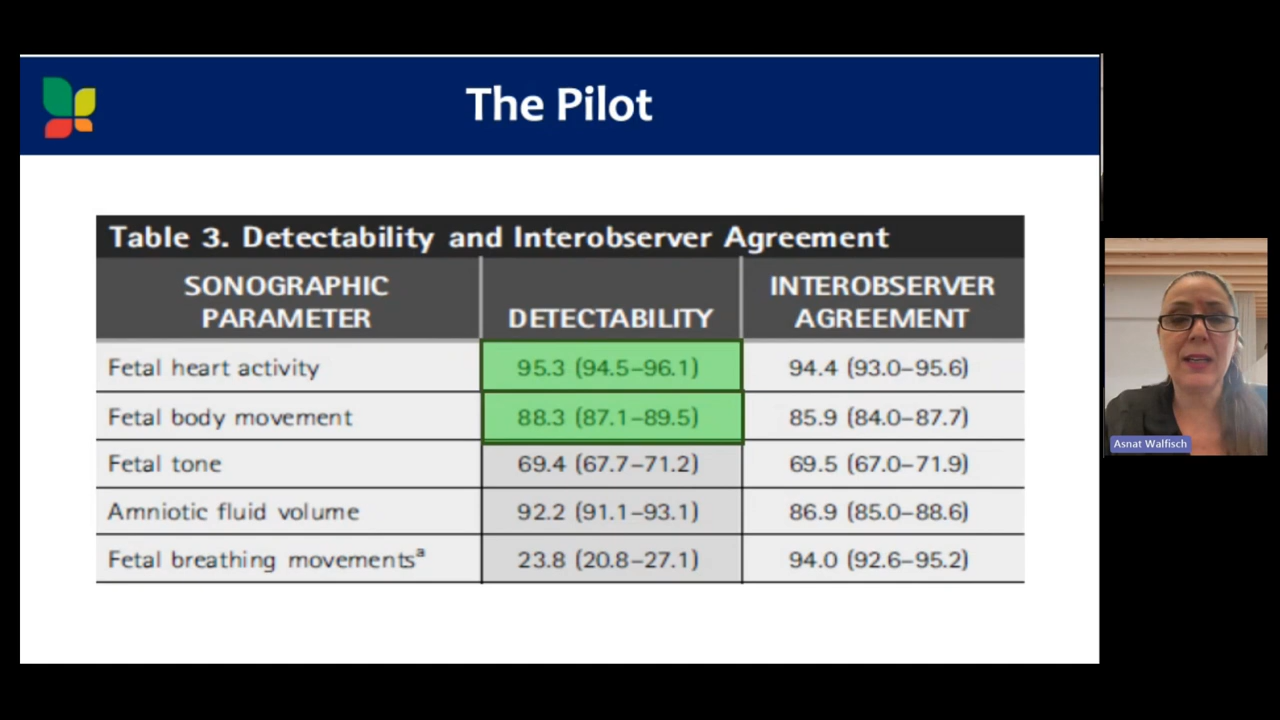 The Pilot
Table 3. Detectability and Interobserver Agreement
SONOGRAPHIC PARAMETER DETECTABILITY INTEROBSERVER AGREEMENT
Fetal heart activity 95.3 (94.5–96.1) 94.4 (93.0–95.6)
Fetal body movement 88.3 (87.1–89.5) 85.9 (84.0–87.7)
Fetal tone 69.4 (67.7–71.2) 69.5 (67.0–71.9)
Amniotic fluid volume 92.2 (91.1–93.1) 86.9 (85.0–88.6)
Fetal breathing movementsᵃ 23.8 (20.8–27.1) 94.0 (92.6–95.2)
Asnat Walfisch